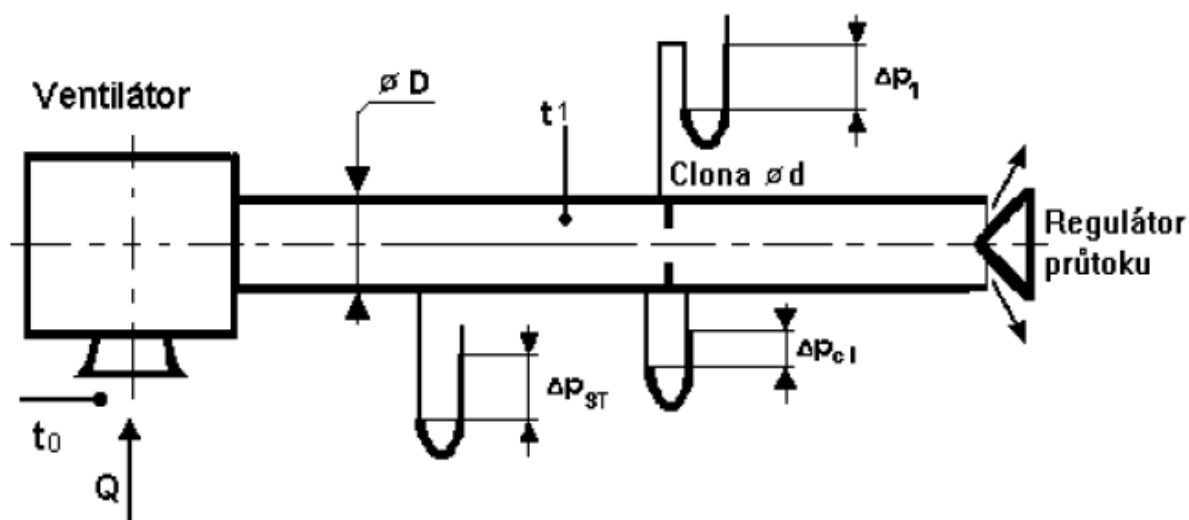 Ventilátor
ø D
t1
Δp1
Clona ø d
Regulátor
průtoku
Δpcl
ΔpST
t0
Q